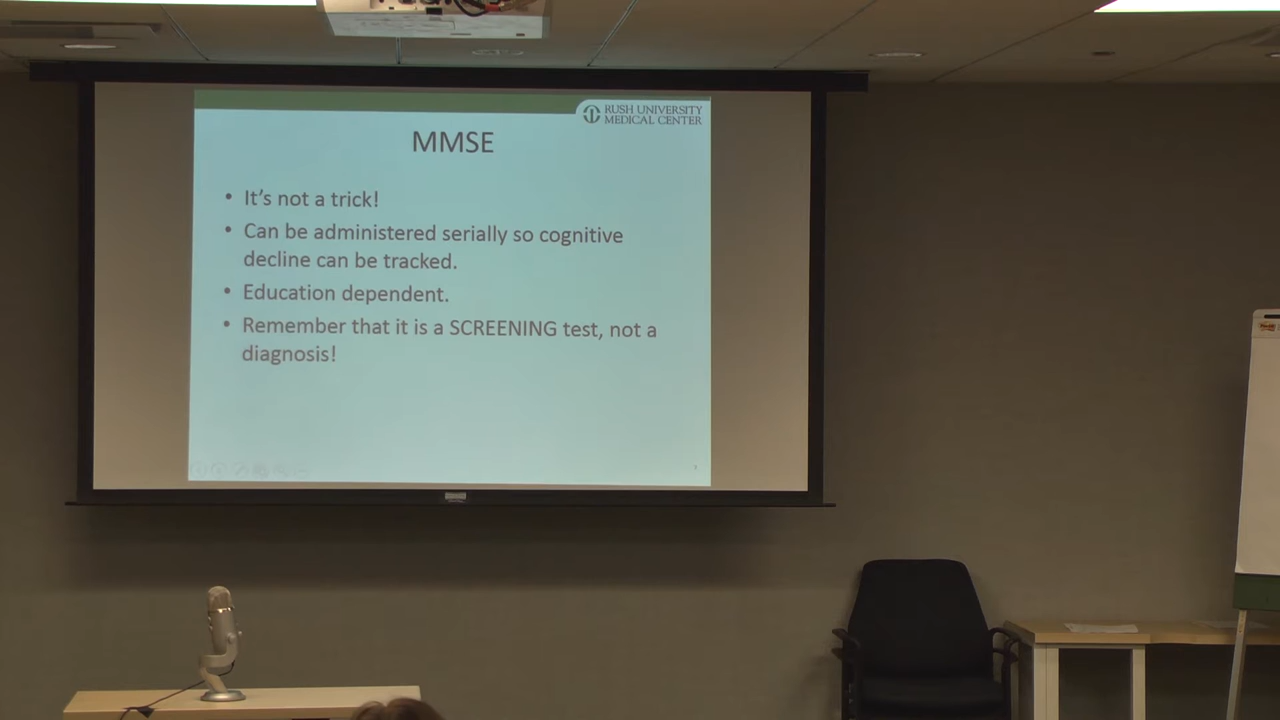 RUSH UNIVERSITY
MEDICAL CENTER
MMSE
• It's not a trick!
• Can be administered serially so cognitive
decline can be tracked.
• Education dependent.
• Remember that it is a SCREENING test, not a
diagnosis!